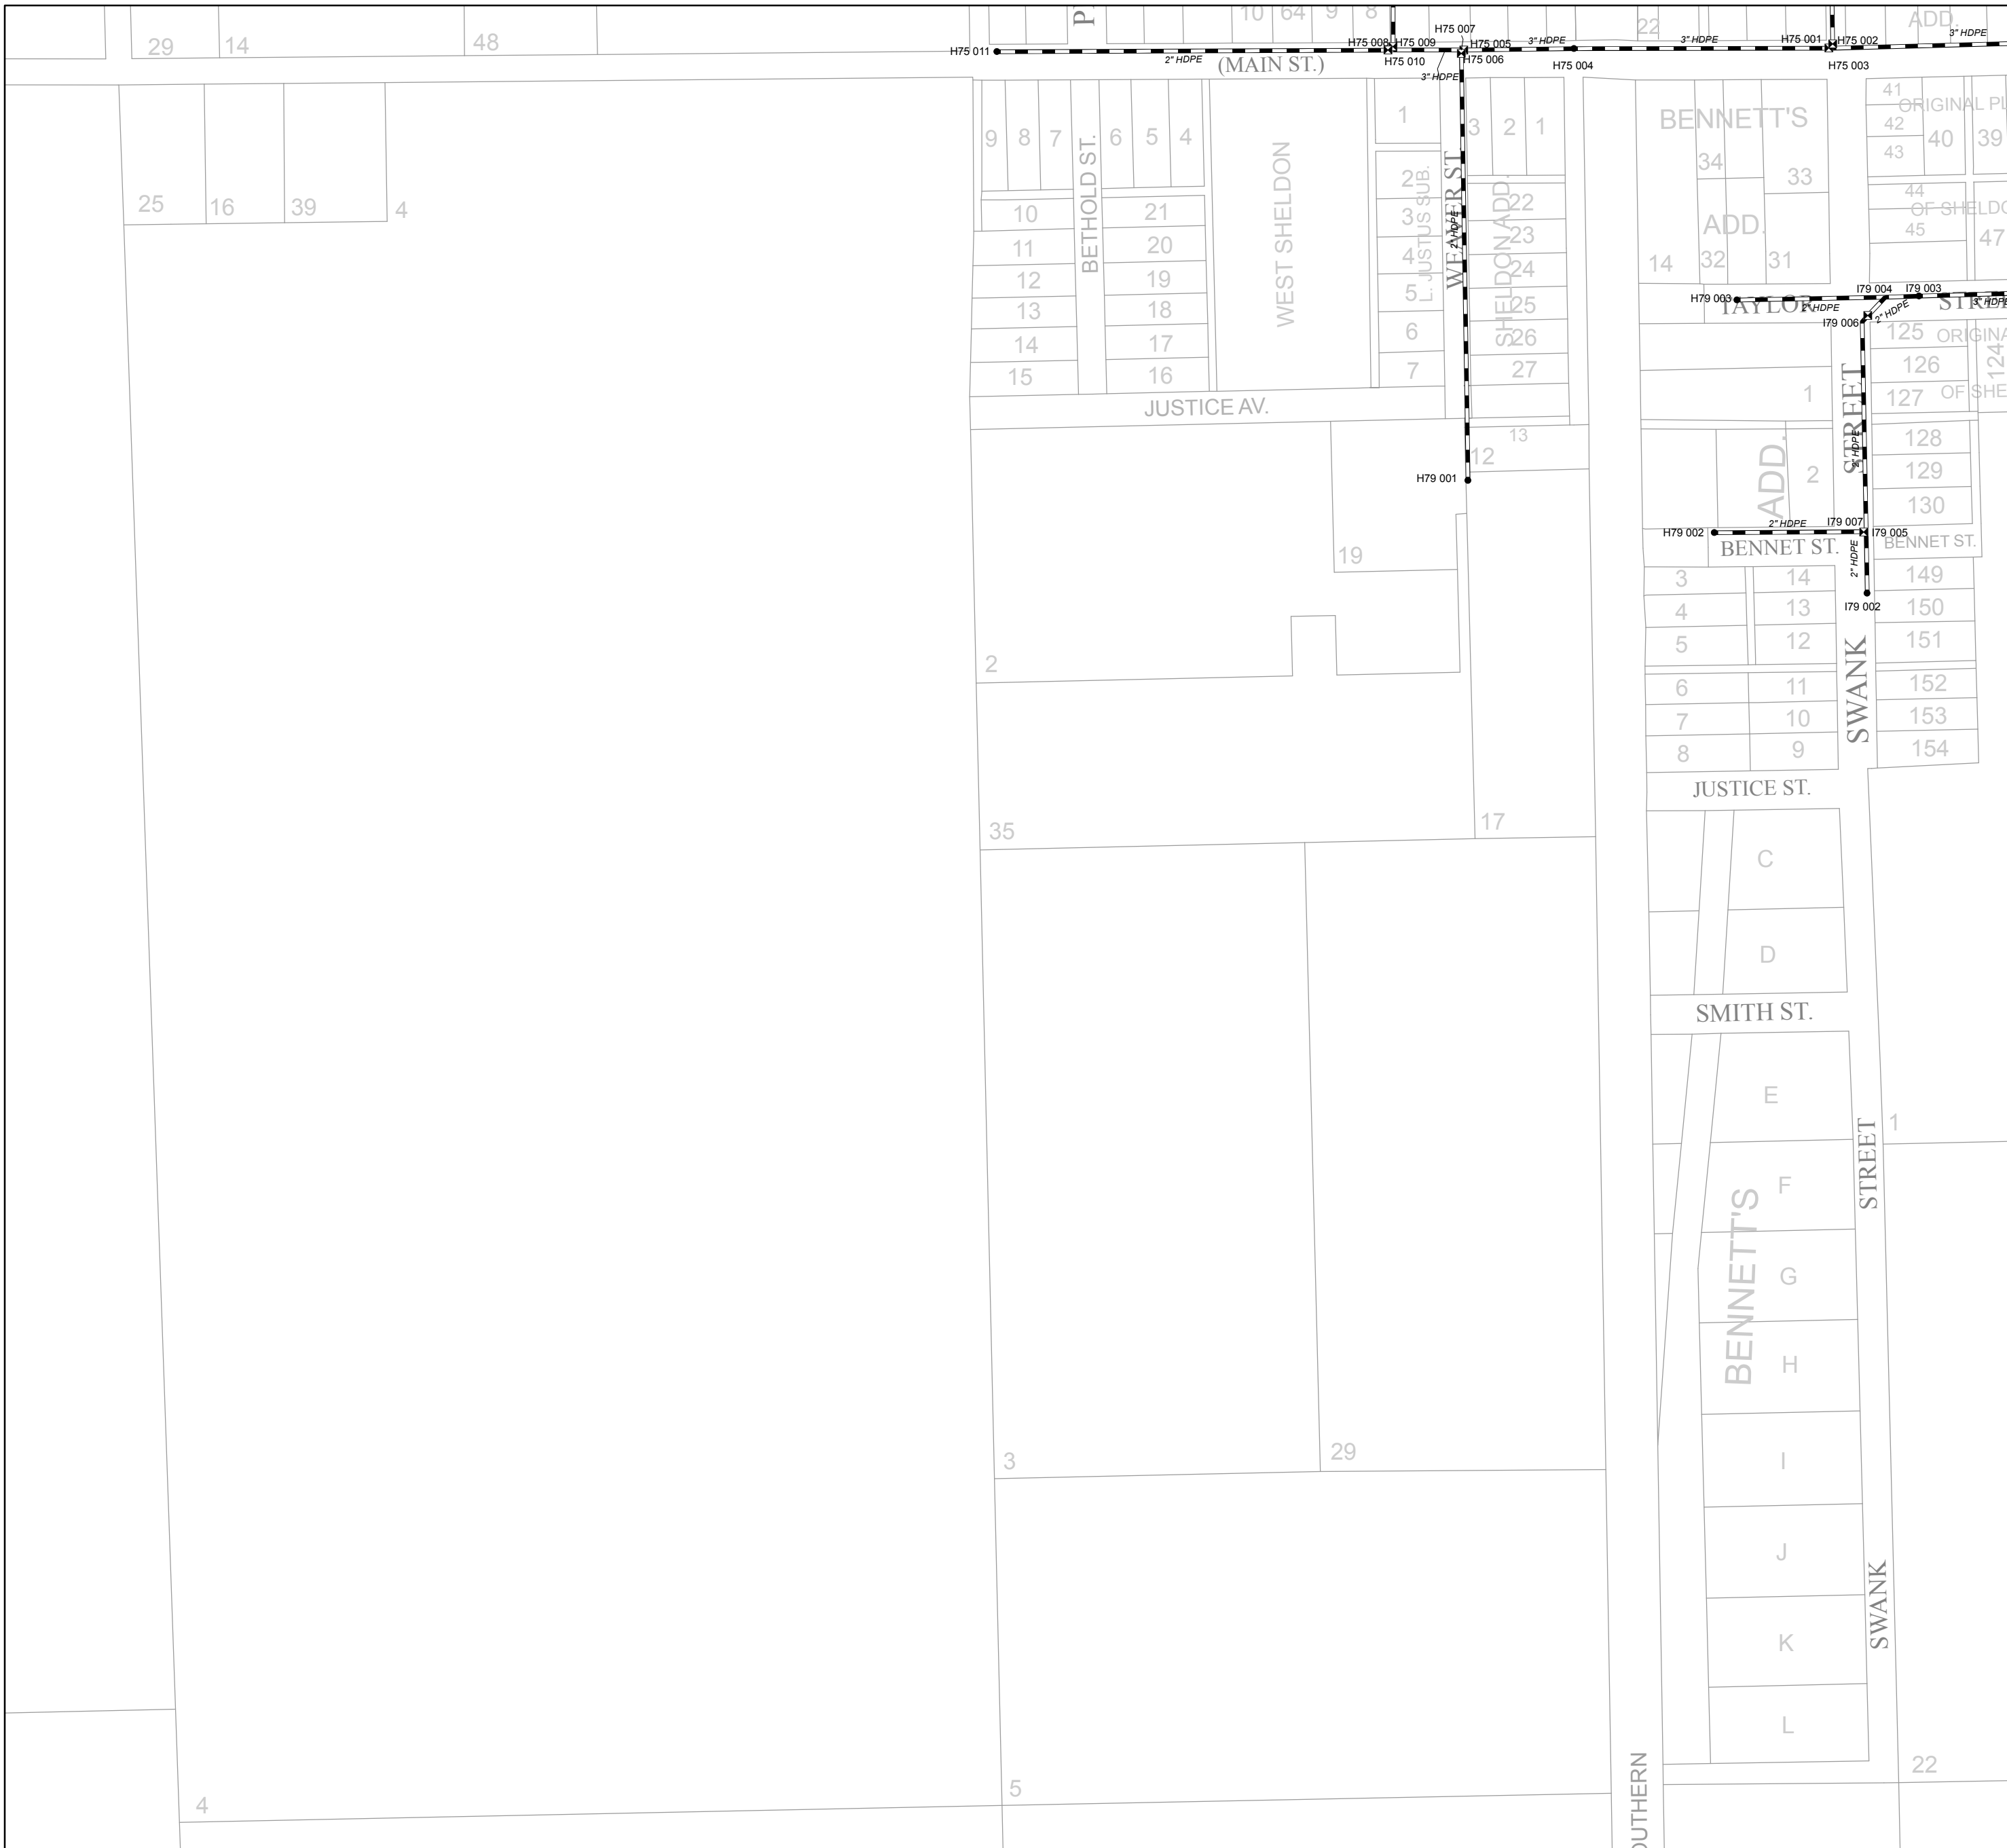 P
10
64
9
8
22
ADD.
29
14
48
H75 007
H75 011
H75 008
H75 009
H75 005
3" HDPE
3" HDPE
H75 001
H75 002
3" HDPE
2" HDPE
(MAIN ST.)
H75 010
H75 006
H75 004
H75 003
3" HDPE
25
16
39
4
9
8
7
BETHOLD ST.
6
5
4
WEST SHELDON
1
2
3
4
5
6
7
L. JUSTUS SUB.
WEAVER ST.
2" HDPE
3
2
1
SHELDON ADD.
22
23
24
25
26
27
10
11
12
13
14
15
21
20
19
18
17
16
JUSTICE AV.
BENNETT'S
34
33
ADD.
14
32
31
41
42
43
ORIGINAL PL
40
39
44
45
OF SHELDO
47
H79 003
TAYLOR
2" HDPE
I79 004
I79 003
STREE
3" HDPE
I79 006
2" HDPE
125
ORIGINA
126
124
127
OF SHE
1
STREET
2" HDPE
ADD.
2
128
129
130
13
12
H79 001
H79 002
2" HDPE
I79 007
I79 005
BENNET ST.
BENNET ST.
2" HDPE
I79 002
19
3
14
149
4
13
150
5
12
151
2
SWANK
6
11
152
7
10
153
8
9
154
JUSTICE ST.
35
17
C
D
SMITH ST.
E
1
STREET
F
BENNETT'S
G
H
I
3
29
J
SWANK
K
L
22
4
5
OUTHERN